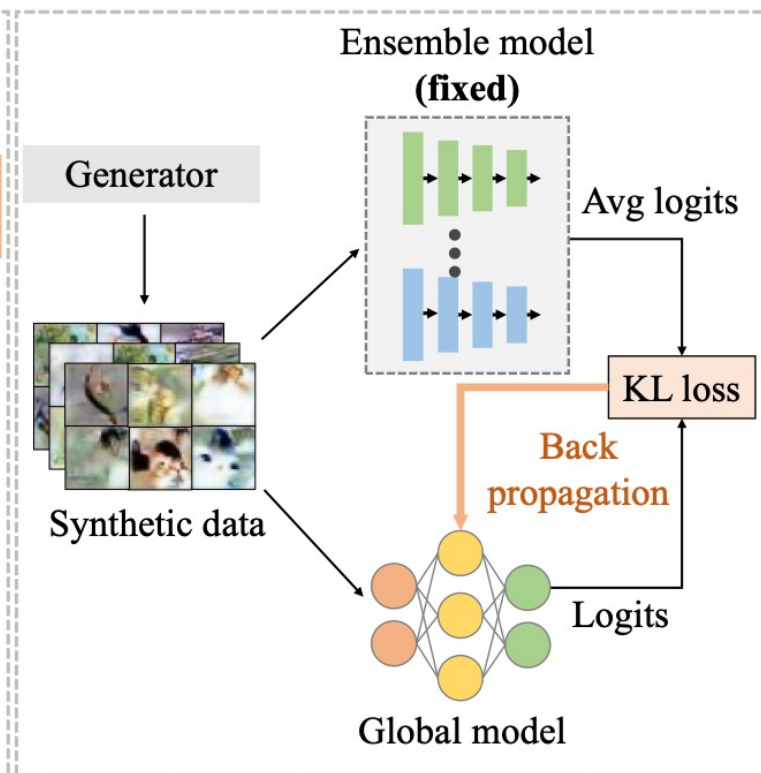 Ensemble model
(fixed)
Generator
Avg logits
KL loss
Back
propagation
Synthetic data
Logits
Global model